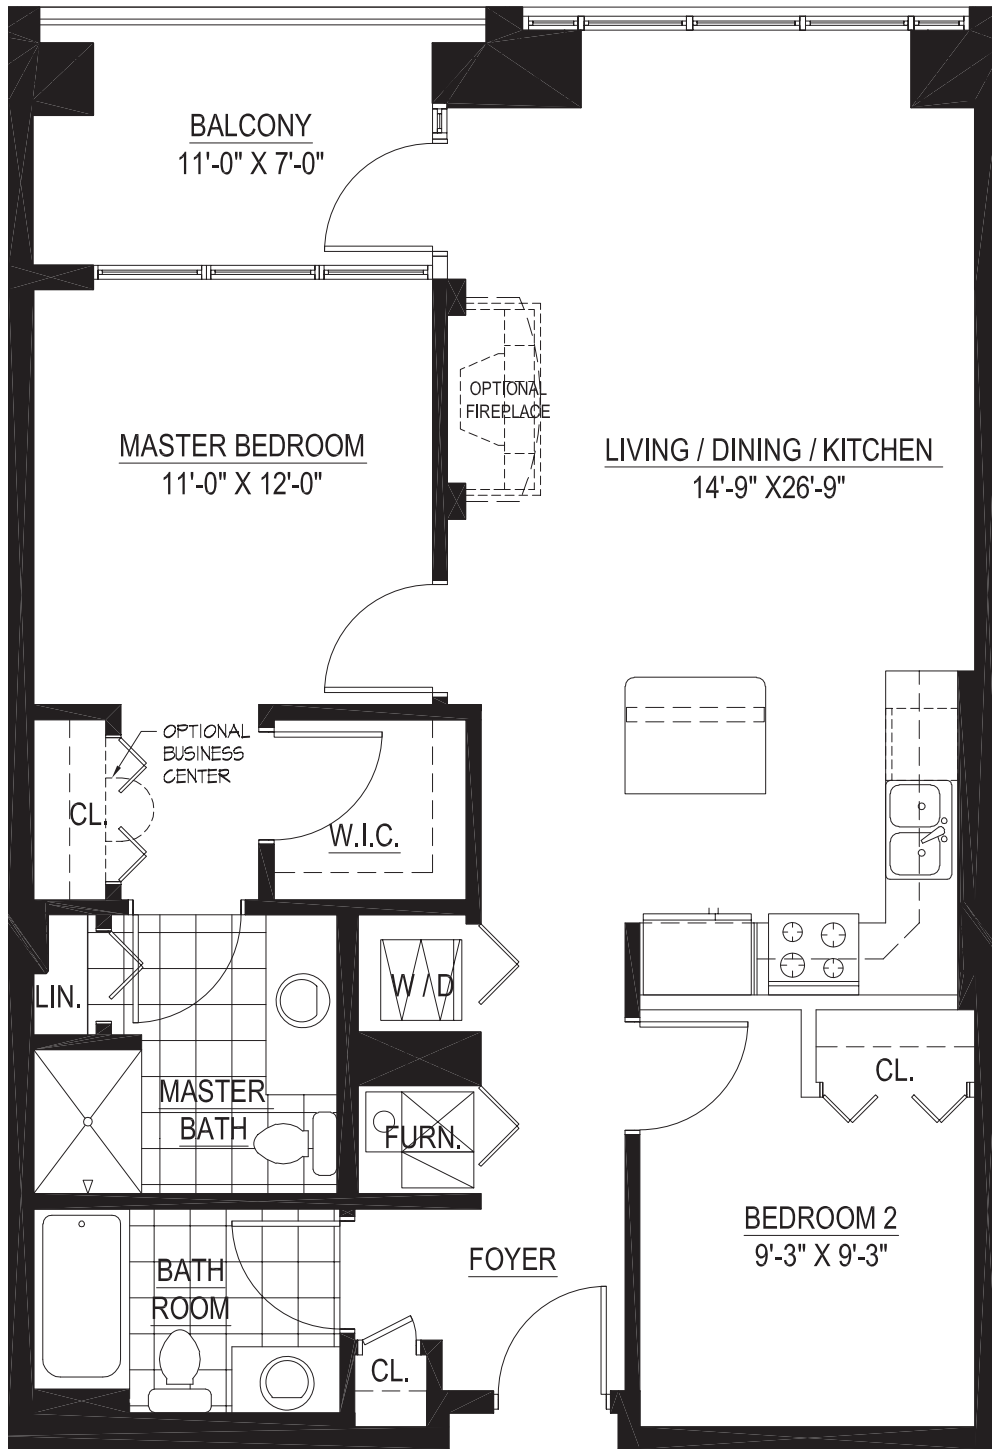 BALCONY
11'-0" X 7'-0"
OPTIONAL
FIREPLACE
MASTER BEDROOM
11'-0" X 12'-0"
LIVING / DINING / KITCHEN
14'-9" X26'-9"
OPTIONAL
BUSINESS
CENTER
CL.
W.I.C.
LIN.
W / D
MASTER
BATH
FURN.
CL.
BEDROOM 2
9'-3" X 9'-3"
FOYER
BATH
ROOM
CL.